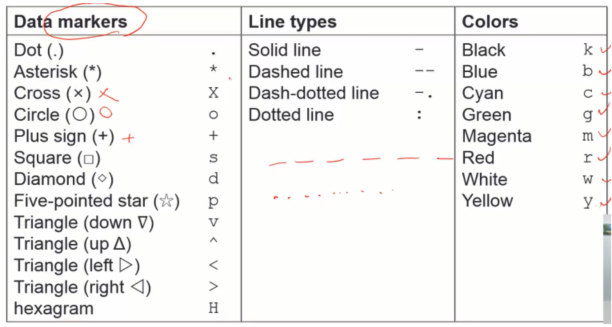 Data markers Line types Colors
Dot (.) . Solid line - Black k
Asterisk (*) * Dashed line -- Blue b
Cross (×) X Dash-dotted line -. Cyan c
Circle (○) o Dotted line : Green g
Plus sign (+) + Magenta m
Square (□) s Red r
Diamond (◇) d White w
Five-pointed star (☆) p Yellow y
Triangle (down ∇) v
Triangle (up Δ) ^
Triangle (left ▷) <
Triangle (right ◁) >
hexagram H